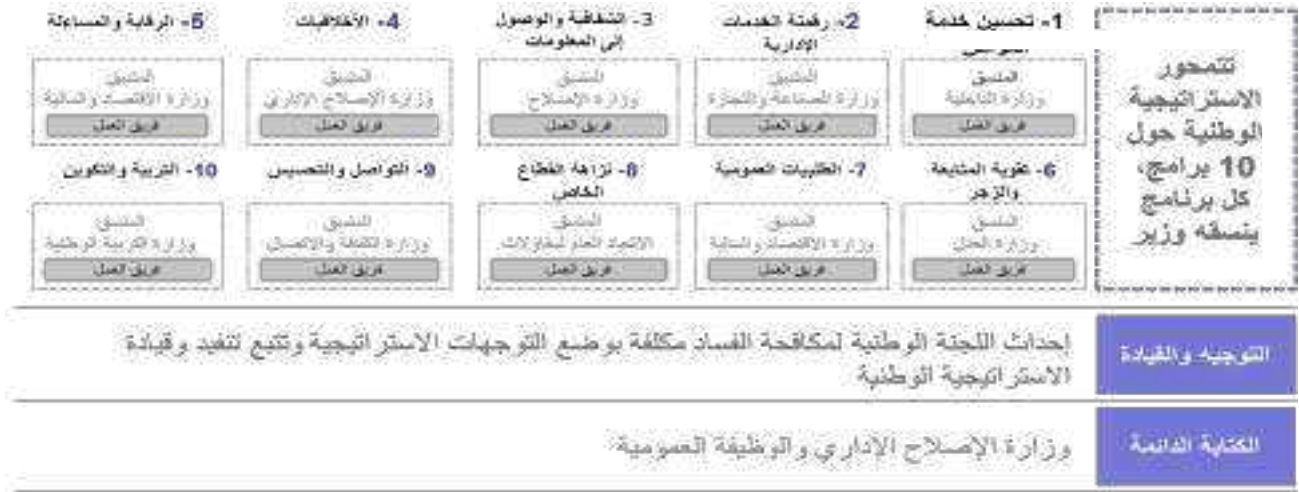 تتمحور
الاستراتيجية
الوطنية حول
10 برامج،
كل برنامج
ينسقه وزير
1- تحسين خدمة
المواطن
المنسق
وزارة الداخلية
فريق العمل
2- رقمنة الخدمات
الإدارية
المنسق
وزارة الصناعة والتجارة
فريق العمل
3- الشفافية والوصول
إلى المعلومات
المنسق
وزارة الإصلاح
فريق العمل
4- الأخلاقيات
المنسق
وزارة الإصلاح الإداري
فريق العمل
5- الرقابة والمساءلة
المنسق
وزارة الاقتصاد والمالية
فريق العمل
6- تقوية المتابعة
والزجر
المنسق
وزارة العدل
فريق العمل
7- الطلبيات العمومية
المنسق
وزارة الاقتصاد والمالية
فريق العمل
8- نزاهة القطاع
الخاص
المنسق
الاتحاد العام لمقاولات
فريق العمل
9- التواصل والتحسيس
المنسق
وزارة الثقافة والاتصال
فريق العمل
10- التربية والتكوين
المنسق
وزارة التربية الوطنية
فريق العمل
التوجيه والقيادة
إحداث اللجنة الوطنية لمكافحة الفساد مكلفة بوضع التوجهات الاستراتيجية وتتبع تنفيد وقيادة
الاستراتيجية الوطنية
الكتابة الدائمة
وزارة الإصلاح الإداري والوظيفة العمومية